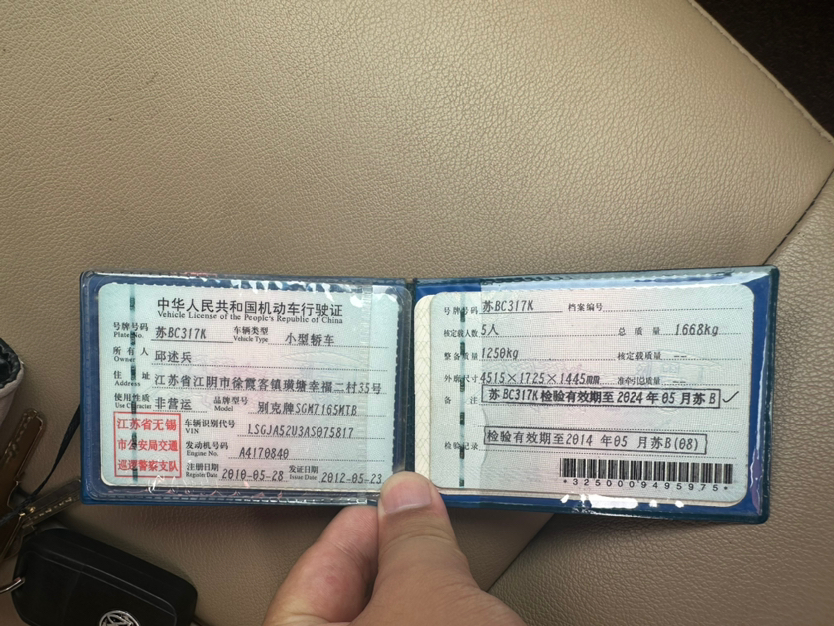 中华人民共和国机动车行驶证
Vehicle License of the People's Republic of China
号牌号码 苏BC317K 车辆类型 小型轿车
Plate No. Vehicle Type
所有人 邱述兵
Owner
住址 江苏省江阴市徐霞客镇璜塘幸福二村35号
Address
使用性质 非营运 品牌型号 别克牌SGM7165MTB
Use Character Model
江苏省无锡
市公安局交通
巡逻警察支队
车辆识别代号 LSGJA52U3AS075817
VIN
发动机号码 A4170840
Engine No.
注册日期 2010-05-28 发证日期 2012-05-23
Register Date Issue Date
号牌号码 苏BC317K 档案编号
核定载人数 5人 总质量 1668kg
整备质量 1250kg 核定载质量 --
外廓尺寸 4515×1725×1445mm 准牵引总质量 --
备注 苏BC317K检验有效期至2024年05月苏B
检验记录 检验有效期至2014年05月苏B(08)
*3250009495975*